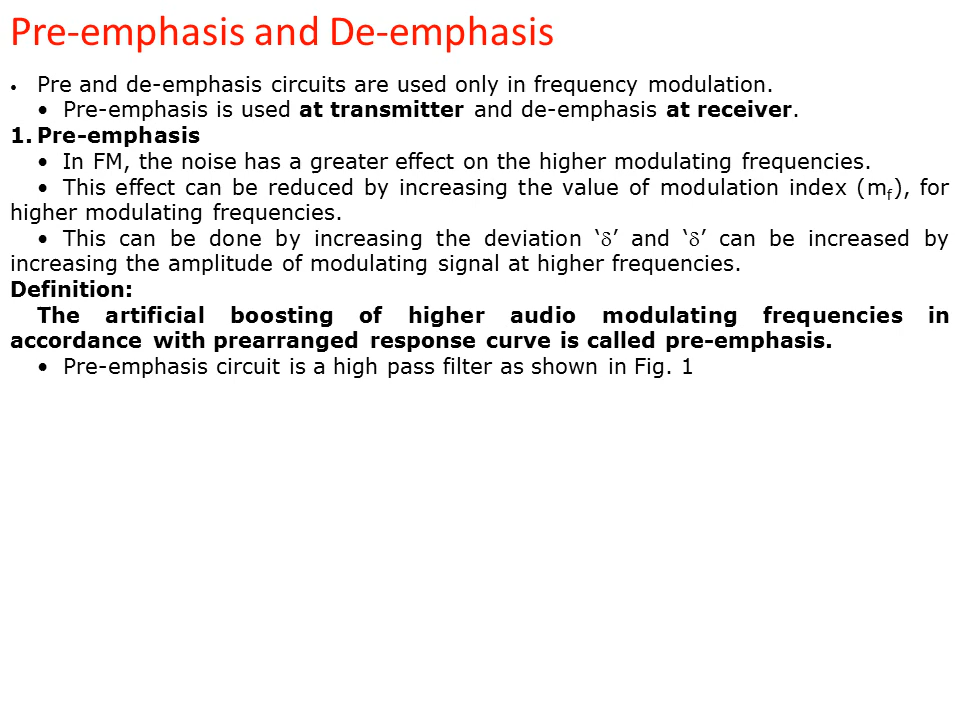 Pre-emphasis and De-emphasis
• Pre and de-emphasis circuits are used only in frequency modulation.
• Pre-emphasis is used at transmitter and de-emphasis at receiver.
1. Pre-emphasis
• In FM, the noise has a greater effect on the higher modulating frequencies.
• This effect can be reduced by increasing the value of modulation index (mf), for
higher modulating frequencies.
• This can be done by increasing the deviation ‘δ’ and ‘δ’ can be increased by
increasing the amplitude of modulating signal at higher frequencies.
Definition:
The artificial boosting of higher audio modulating frequencies in
accordance with prearranged response curve is called pre-emphasis.
• Pre-emphasis circuit is a high pass filter as shown in Fig. 1